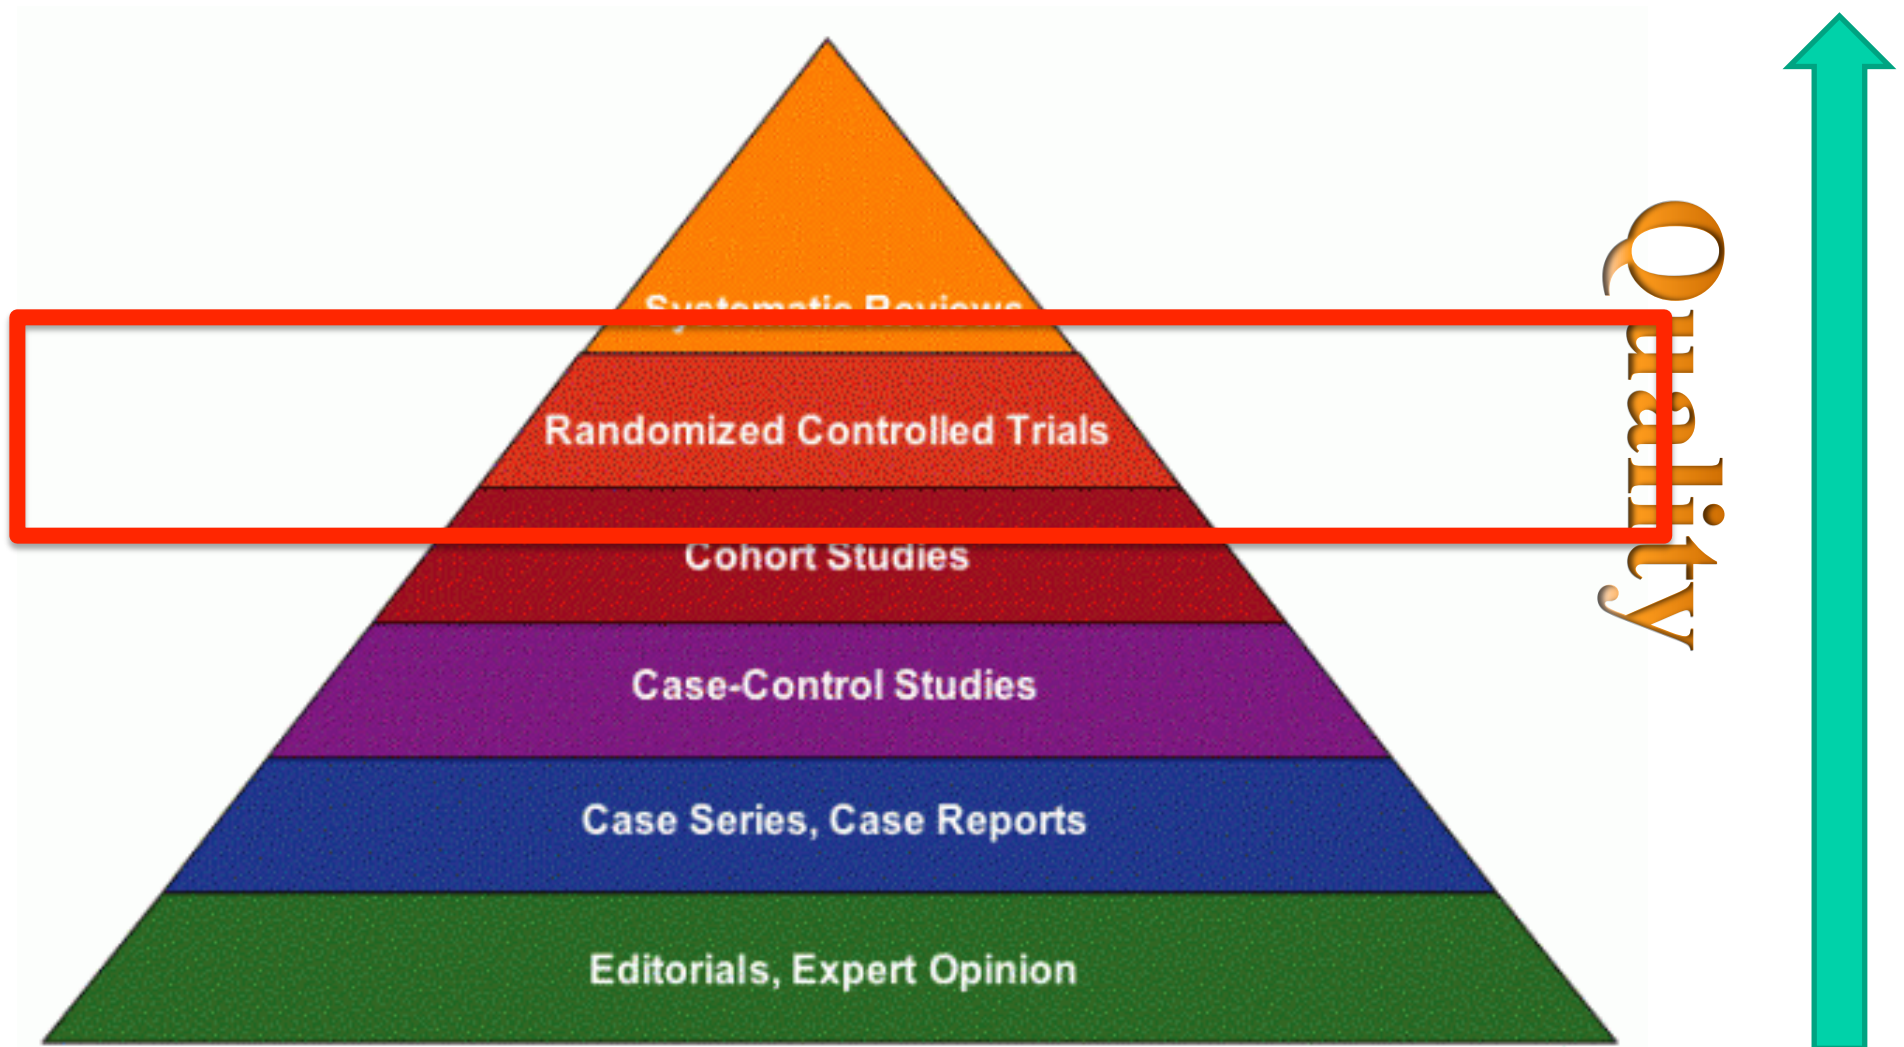 Systematic Reviews
Randomized Controlled Trials
Cohort Studies
Case-Control Studies
Case Series, Case Reports
Editorials, Expert Opinion
Quality